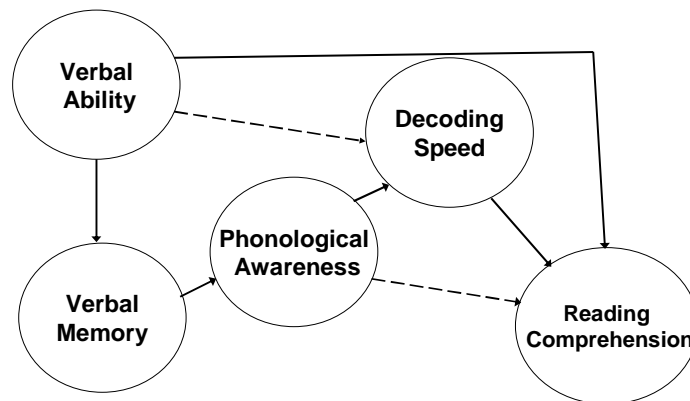 Verbal
Ability
Decoding
Speed
Phonological
Awareness
Verbal
Memory
Reading
Comprehension